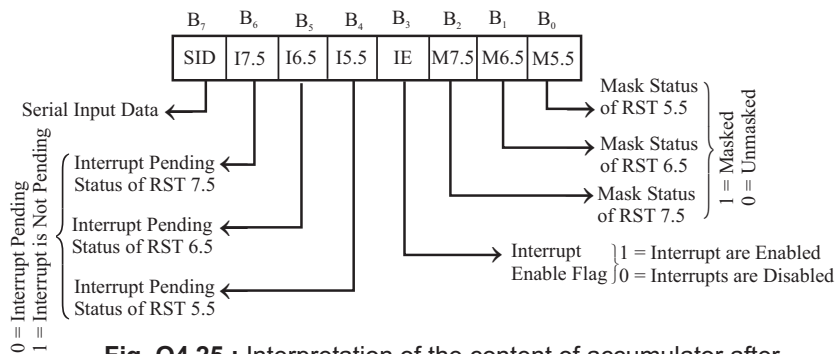 B₇ B₆ B₅ B₄ B₃ B₂ B₁ B₀
SID I7.5 I6.5 I5.5 IE M7.5 M6.5 M5.5
Serial Input Data
Mask Status
of RST 5.5
Mask Status
of RST 6.5
Mask Status
of RST 7.5
1 = Masked
0 = Unmasked
Interrupt Pending
Status of RST 7.5
Interrupt Pending
Status of RST 6.5
Interrupt Pending
Status of RST 5.5
0 = Interrupt Pending
1 = Interrupt is Not Pending
Interrupt
Enable Flag
1 = Interrupt are Enabled
0 = Interrupts are Disabled
Fig. Q4.25 : Interpretation of the content of accumulator after